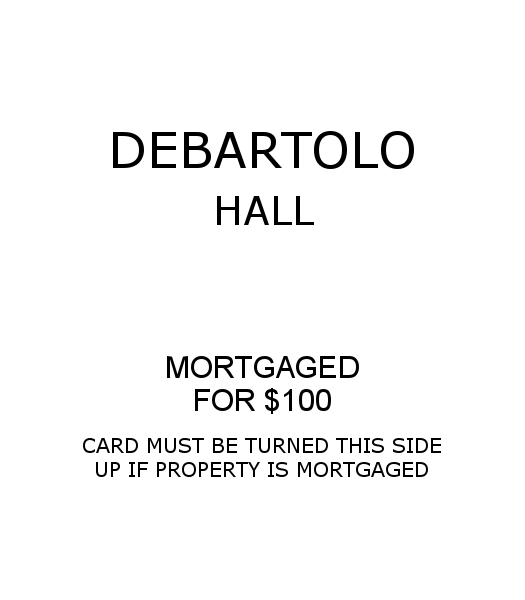 DEBARTOLO
HALL
MORTGAGED
FOR $100
CARD MUST BE TURNED THIS SIDE
UP IF PROPERTY IS MORTGAGED